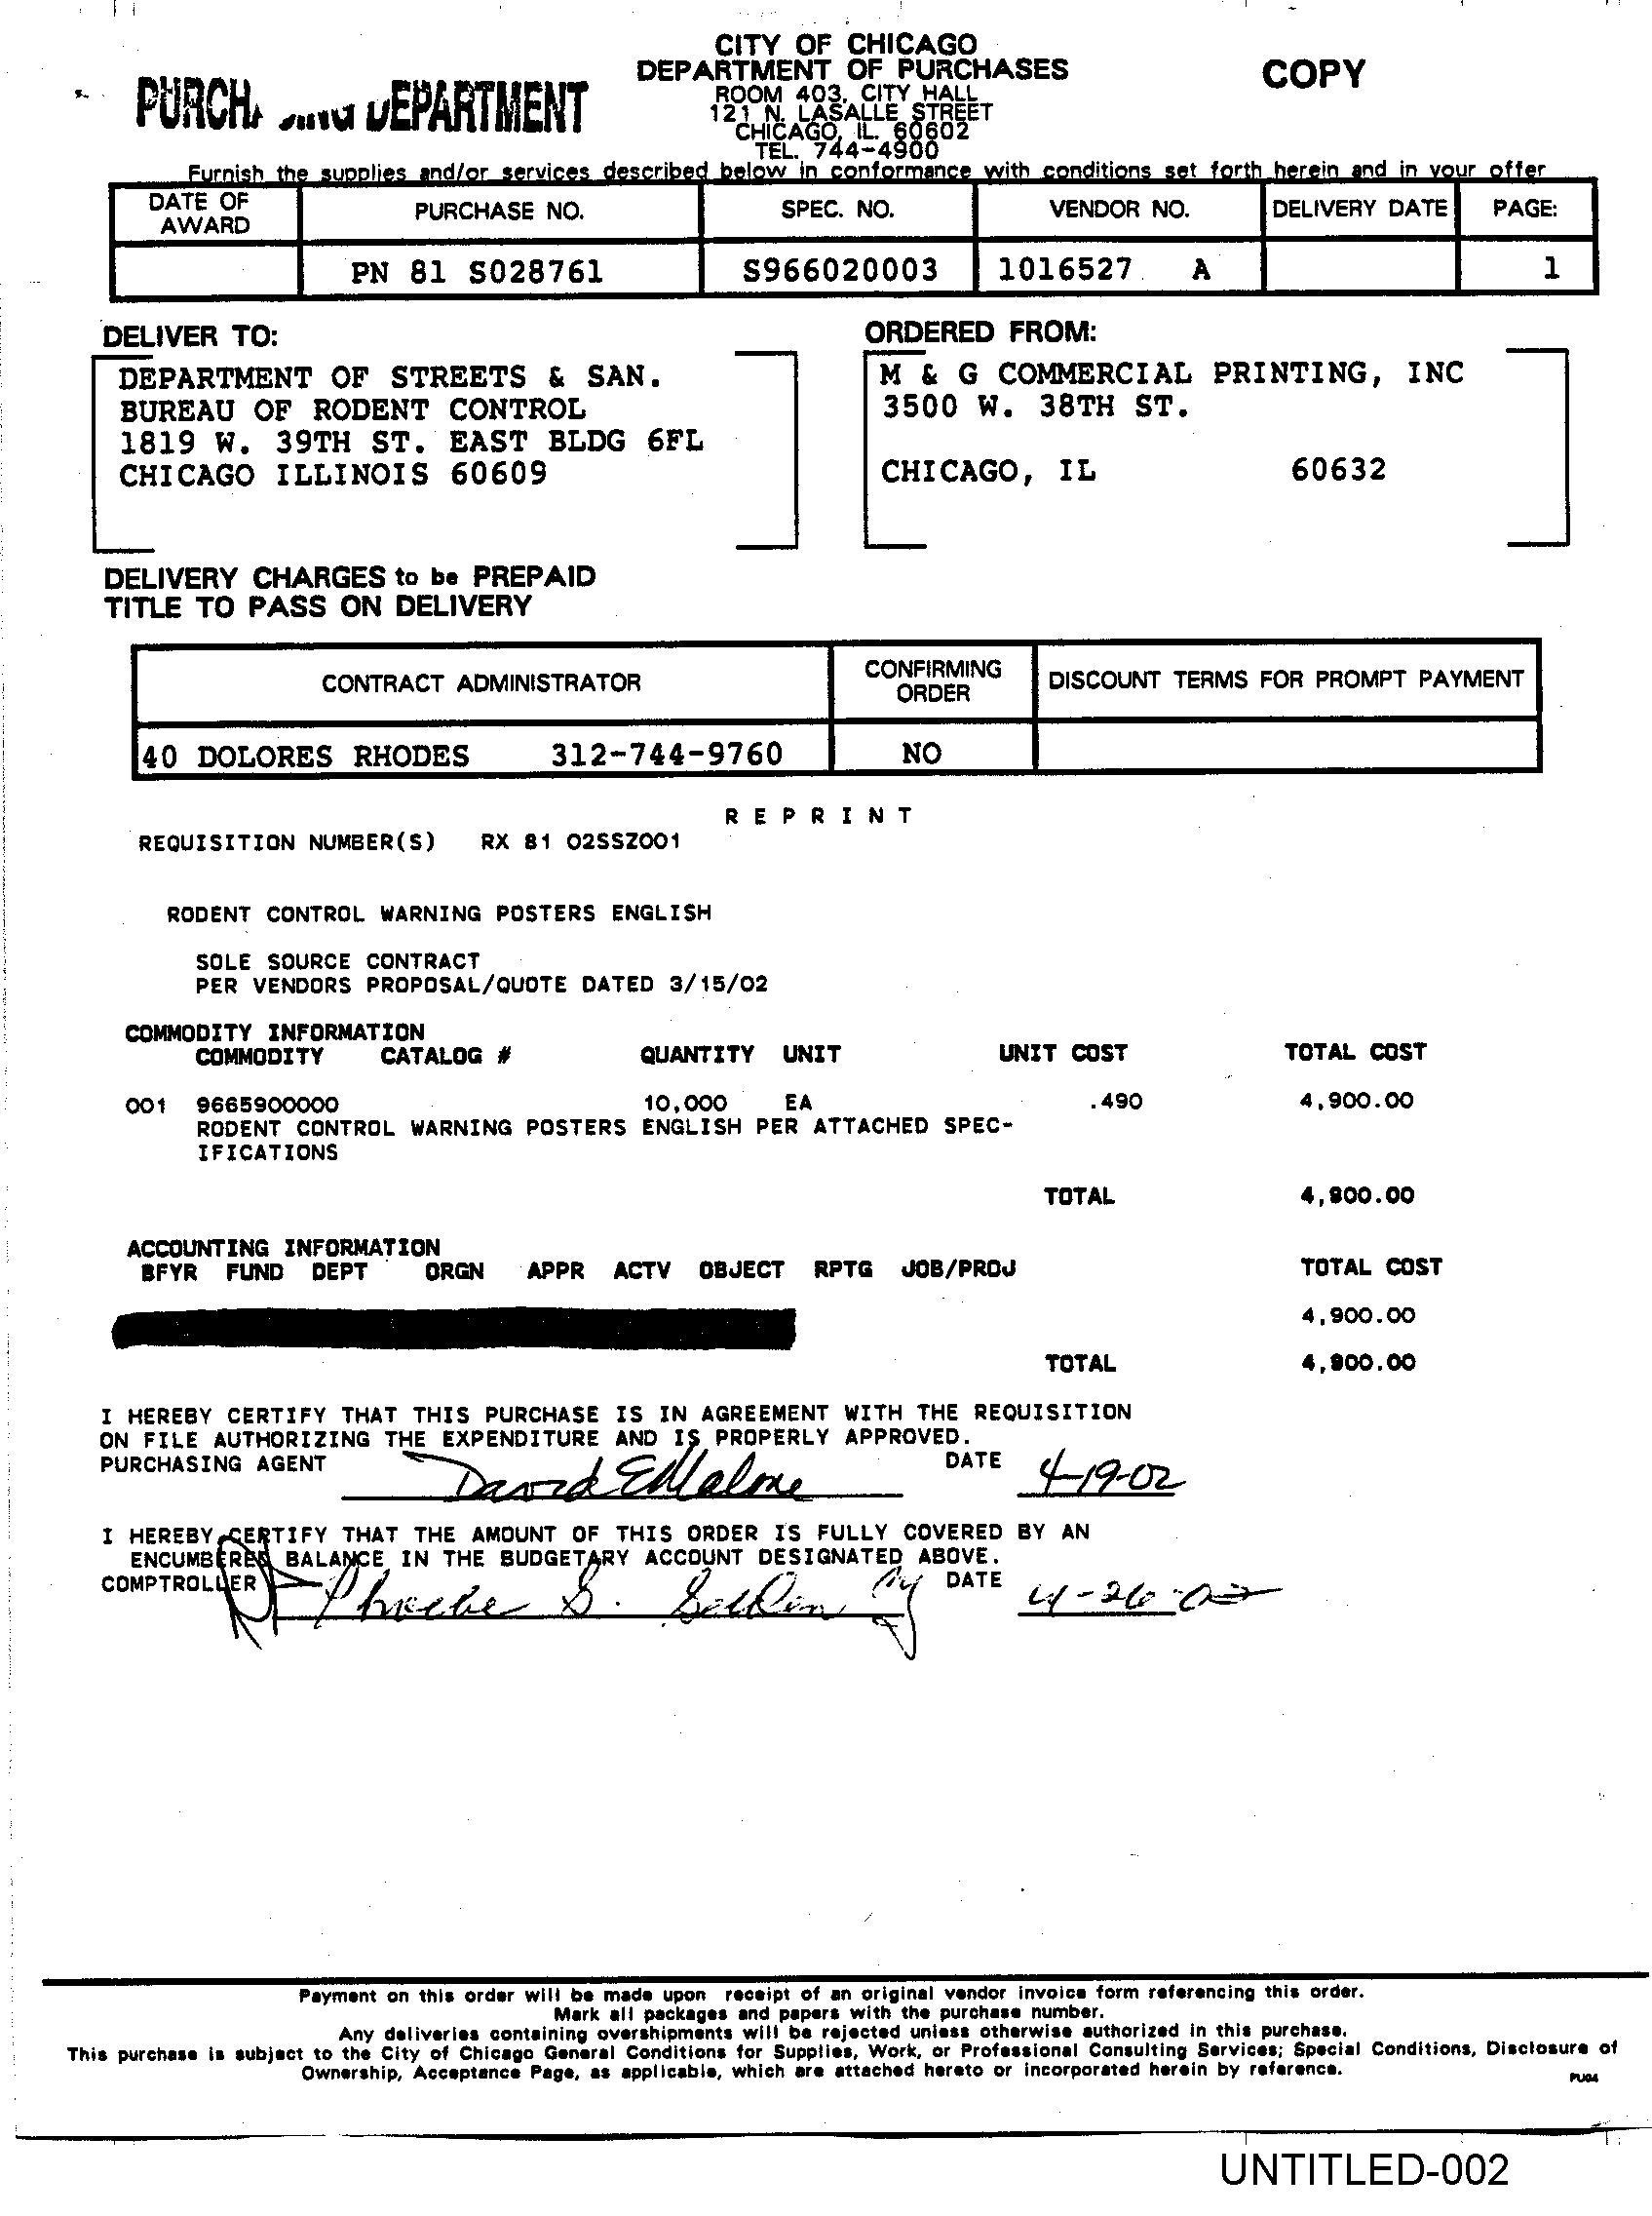 CITY OF CHICAGO
DEPARTMENT OF PURCHASES
ROOM 403, CITY HALL
121 N. LASALLE STREET
CHICAGO, IL. 60602
TEL. 744-4900
COPY
DEPARTMENT
Furnish the supplies and/or services described below in conformance with conditions set forth herein and in your offer
DATE OF AWARD PURCHASE NO. SPEC. NO. VENDOR NO. DELIVERY DATE PAGE:
PN 81 S028761 S966020003 1016527 A 1
DELIVER TO: ORDERED FROM:
DEPARTMENT OF STREETS & SAN. M & G COMMERCIAL PRINTING, INC
BUREAU OF RODENT CONTROL 3500 W. 38TH ST.
1819 W. 39TH ST. EAST BLDG 6FL
CHICAGO ILLINOIS 60609 CHICAGO, IL 60632
DELIVERY CHARGES to be PREPAID
TITLE TO PASS ON DELIVERY
CONTRACT ADMINISTRATOR CONFIRMING ORDER DISCOUNT TERMS FOR PROMPT PAYMENT
40 DOLORES RHODES 312-744-9760 NO
R E P R I N T
REQUISITION NUMBER(S) RX 81 02SSZ001
RODENT CONTROL WARNING POSTERS ENGLISH
SOLE SOURCE CONTRACT
PER VENDORS PROPOSAL/QUOTE DATED 3/15/02
COMMODITY INFORMATION
COMMODITY CATALOG # QUANTITY UNIT UNIT COST TOTAL COST
001 9665900000 10,000 EA .490 4,900.00
RODENT CONTROL WARNING POSTERS ENGLISH PER ATTACHED SPEC-
IFICATIONS
TOTAL 4,900.00
ACCOUNTING INFORMATION
BFYR FUND DEPT ORGN APPR ACTV OBJECT RPTG JOB/PROJ TOTAL COST
4,900.00
TOTAL 4,900.00
I HEREBY CERTIFY THAT THIS PURCHASE IS IN AGREEMENT WITH THE REQUISITION
ON FILE AUTHORIZING THE EXPENDITURE AND IS PROPERLY APPROVED.
PURCHASING AGENT David E Malone DATE 4-19-02
I HEREBY CERTIFY THAT THE AMOUNT OF THIS ORDER IS FULLY COVERED BY AN
ENCUMBERED BALANCE IN THE BUDGETARY ACCOUNT DESIGNATED ABOVE.
COMPTROLLER Phoebe S. DATE 4-26-02
Payment on this order will be made upon receipt of an original vendor invoice form referencing this order.
Mark all packages and papers with the purchase number.
Any deliveries containing overshipments will be rejected unless otherwise authorized in this purchase.
This purchase is subject to the City of Chicago General Conditions for Supplies, Work, or Professional Consulting Services; Special Conditions, Disclosure of
Ownership, Acceptance Page, as applicable, which are attached hereto or incorporated herein by reference.
PU04
UNTITLED-002